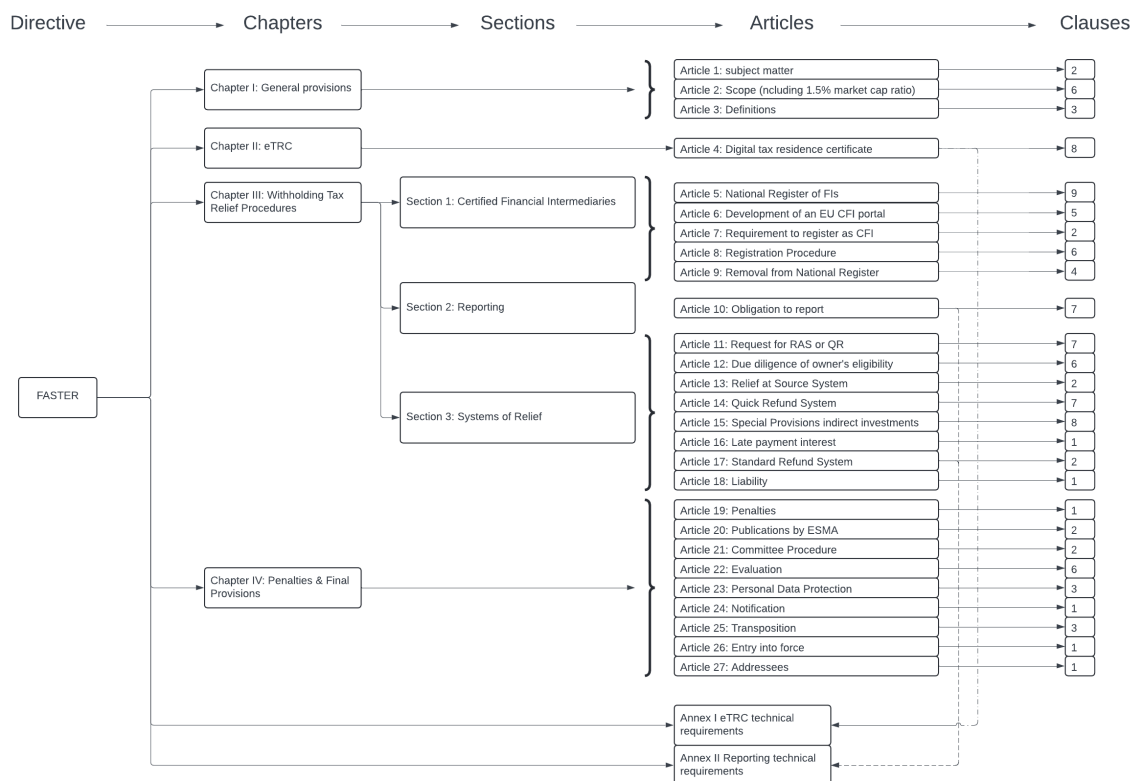 Directive
Chapters
Sections
Articles
Clauses
FASTER
Chapter I: General provisions
Article 1: subject matter
2
Article 2: Scope (ncluding 1.5% market cap ratio)
6
Article 3: Definitions
3
Chapter II: eTRC
Article 4: Digital tax residence certificate
8
Chapter III: Withholding Tax
Relief Procedures
Section 1: Certified Financial Intermediaries
Article 5: National Register of FIs
9
Article 6: Development of an EU CFI portal
5
Article 7: Requirement to register as CFI
2
Article 8: Registration Procedure
6
Article 9: Removal from National Register
4
Section 2: Reporting
Article 10: Obligation to report
7
Section 3: Systems of Relief
Article 11: Request for RAS or QR
7
Article 12: Due diligence of owner's eligibility
6
Article 13: Relief at Source System
2
Article 14: Quick Refund System
7
Article 15: Special Provisions indirect investments
8
Article 16: Late payment interest
1
Article 17: Standard Refund System
2
Article 18: Liability
1
Chapter IV: Penalties & Final
Provisions
Article 19: Penalties
1
Article 20: Publications by ESMA
2
Article 21: Committee Procedure
2
Article 22: Evaluation
6
Article 23: Personal Data Protection
3
Article 24: Notification
1
Article 25: Transposition
3
Article 26: Entry into force
1
Article 27: Addressees
1
Annex I eTRC technical
requirements
Annex II Reporting technical
requirements